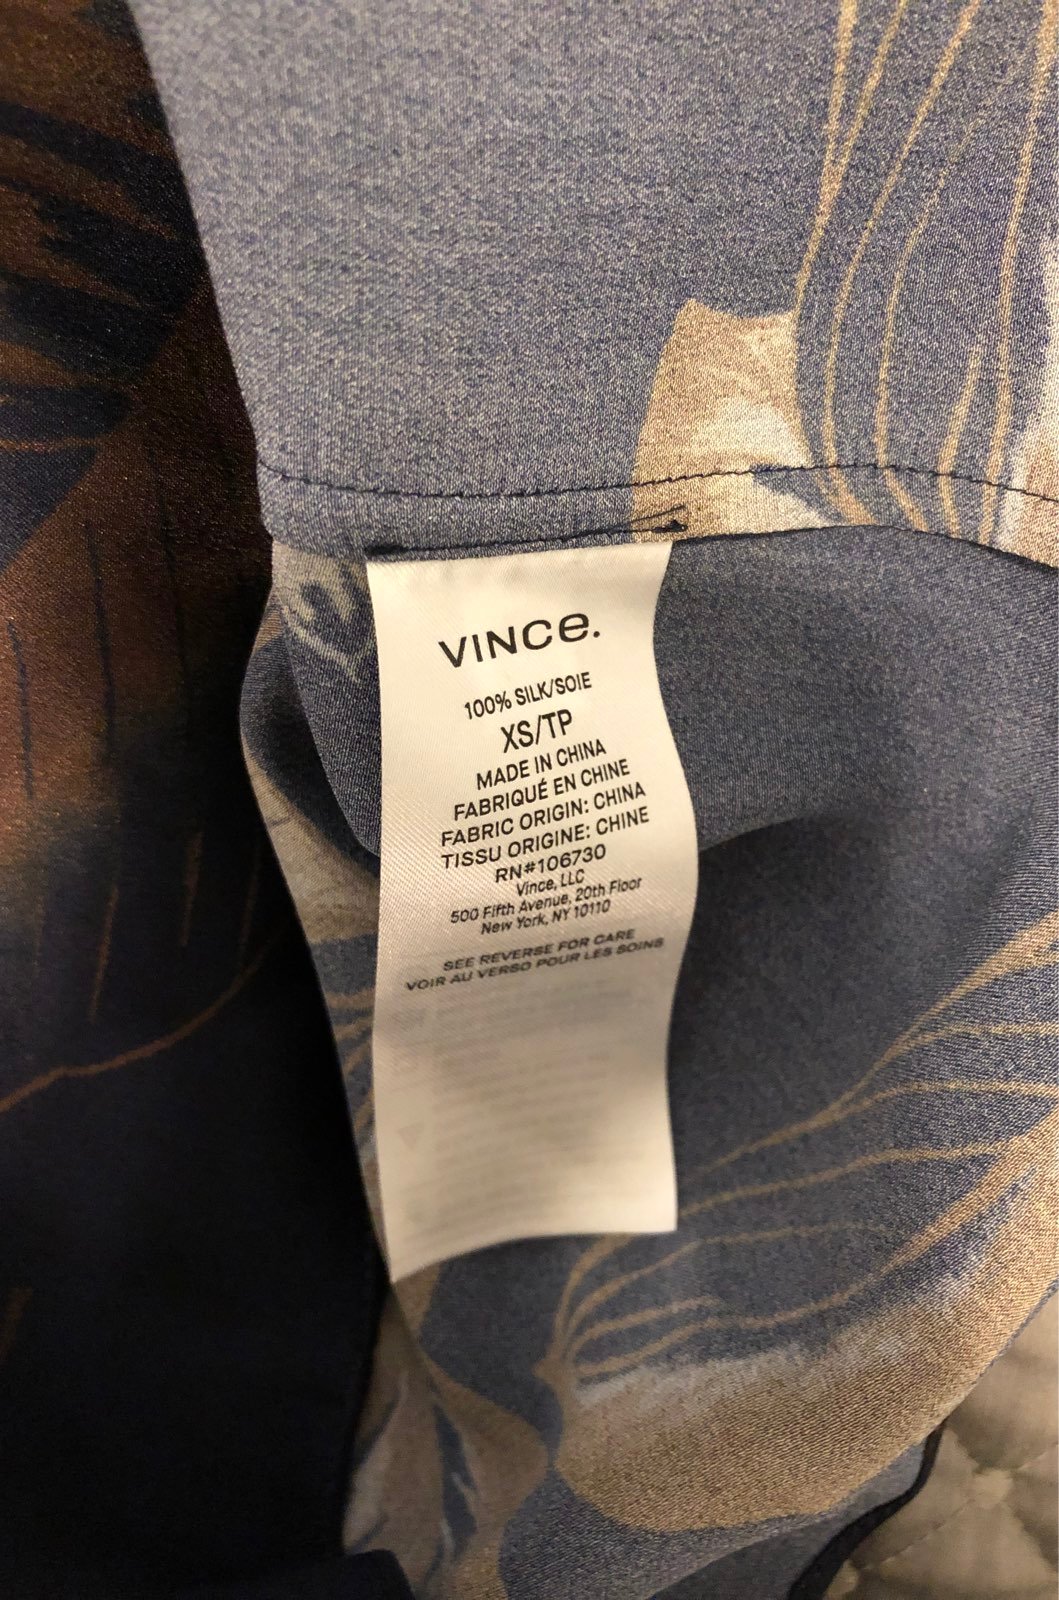 VINCe.
100% SILK/SOIE
XS/TP
MADE IN CHINA
FABRIQUÉ EN CHINE
FABRIC ORIGIN: CHINA
TISSU ORIGINE: CHINE
RN#106730
Vince, LLC
500 Fifth Avenue, 20th Floor
New York, NY 10110
SEE REVERSE FOR CARE
VOIR AU VERSO POUR LES SOINS